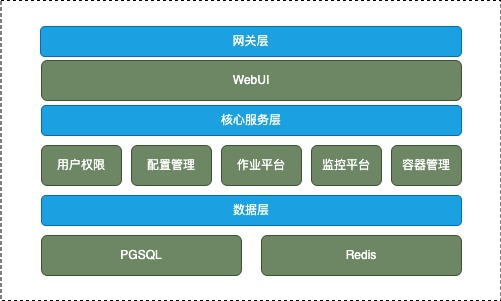 网关层
WebUI
核心服务层
用户权限 配置管理 作业平台 监控平台 容器管理
数据层
PGSQL Redis